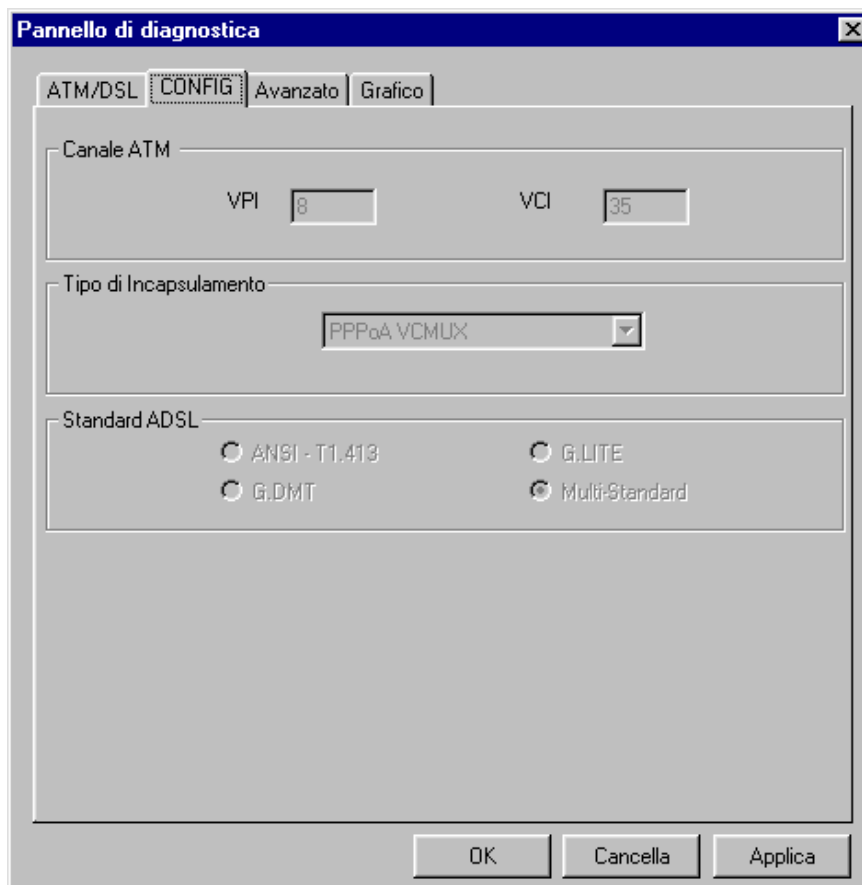 Pannello di diagnostica
ATM/DSL CONFIG Avanzato Grafico
Canale ATM
VPI 8 VCI 35
Tipo di Incapsulamento
PPPoA VCMUX
Standard ADSL
ANSI - T1.413 G.LITE
G.DMT Multi-Standard
OK Cancella Applica